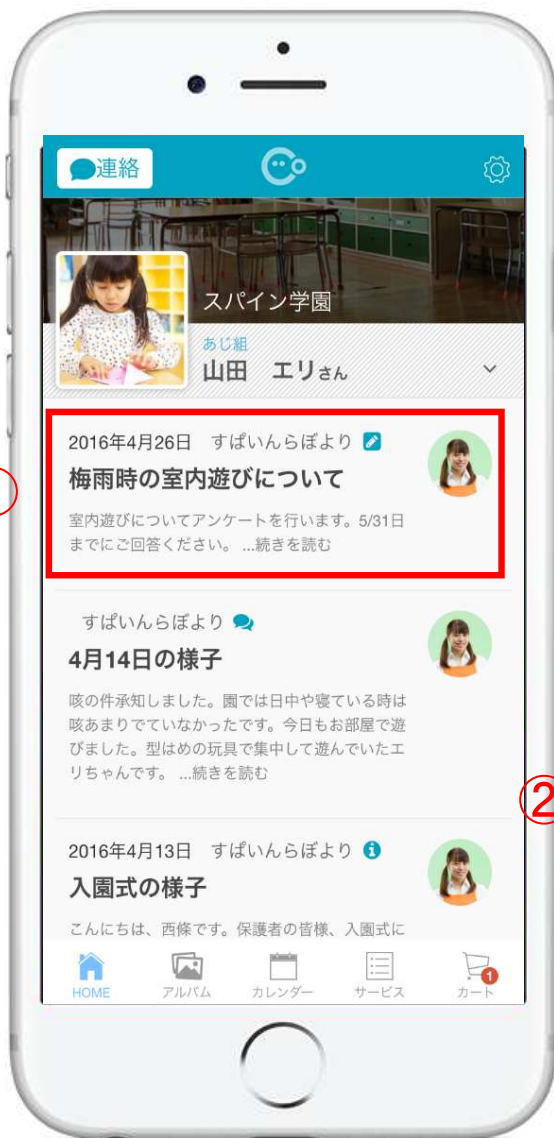 連絡
スパイン学園
あじ組
山田　エリさん
2016年4月26日　すぱいんらぼより
梅雨時の室内遊びについて
室内遊びについてアンケートを行います。5/31日
までにご回答ください。 ...続きを読む
すぱいんらぼより
4月14日の様子
咳の件承知しました。園では日中や寝ている時は
咳あまりでていなかったです。今日もお部屋で遊
びました。型はめの玩具で集中して遊んでいたエ
リちゃんです。 ...続きを読む
②
2016年4月13日　すぱいんらぼより
入園式の様子
こんにちは、西條です。保護者の皆様、入園式に
HOME　アルバム　カレンダー　サービス　カート
1